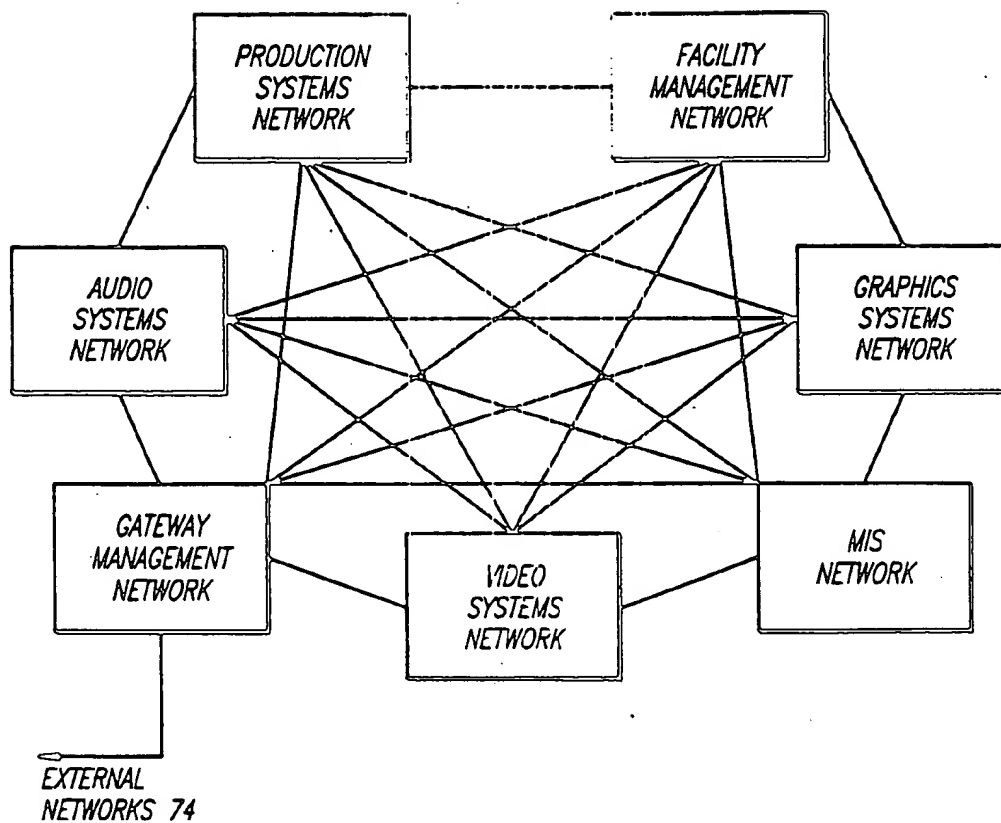 PRODUCTION
SYSTEMS
NETWORK
FACILITY
MANAGEMENT
NETWORK
AUDIO
SYSTEMS
NETWORK
GRAPHICS
SYSTEMS
NETWORK
GATEWAY
MANAGEMENT
NETWORK
VIDEO
SYSTEMS
NETWORK
MIS
NETWORK
EXTERNAL
NETWORKS 74